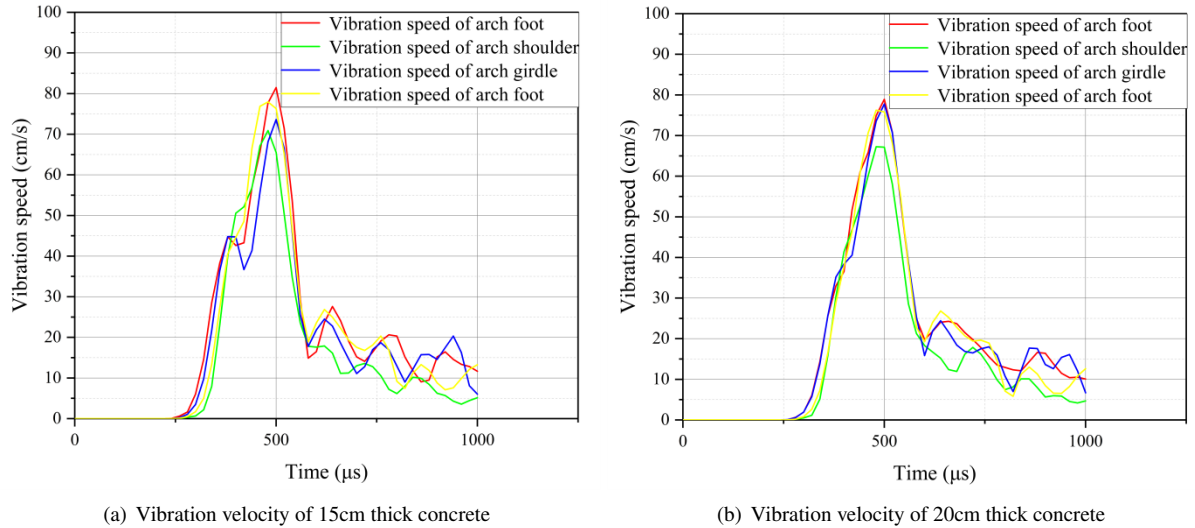 100
90
80
70
60
50
40
30
20
10
0
0
500
1000
Vibration speed (cm/s)
Time (μs)
Vibration speed of arch foot
Vibration speed of arch shoulder
Vibration speed of arch girdle
Vibration speed of arch foot
(a) Vibration velocity of 15cm thick concrete
100
90
80
70
60
50
40
30
20
10
0
0
500
1000
Vibration speed (cm/s)
Time (μs)
Vibration speed of arch foot
Vibration speed of arch shoulder
Vibration speed of arch girdle
Vibration speed of arch foot
(b) Vibration velocity of 20cm thick concrete